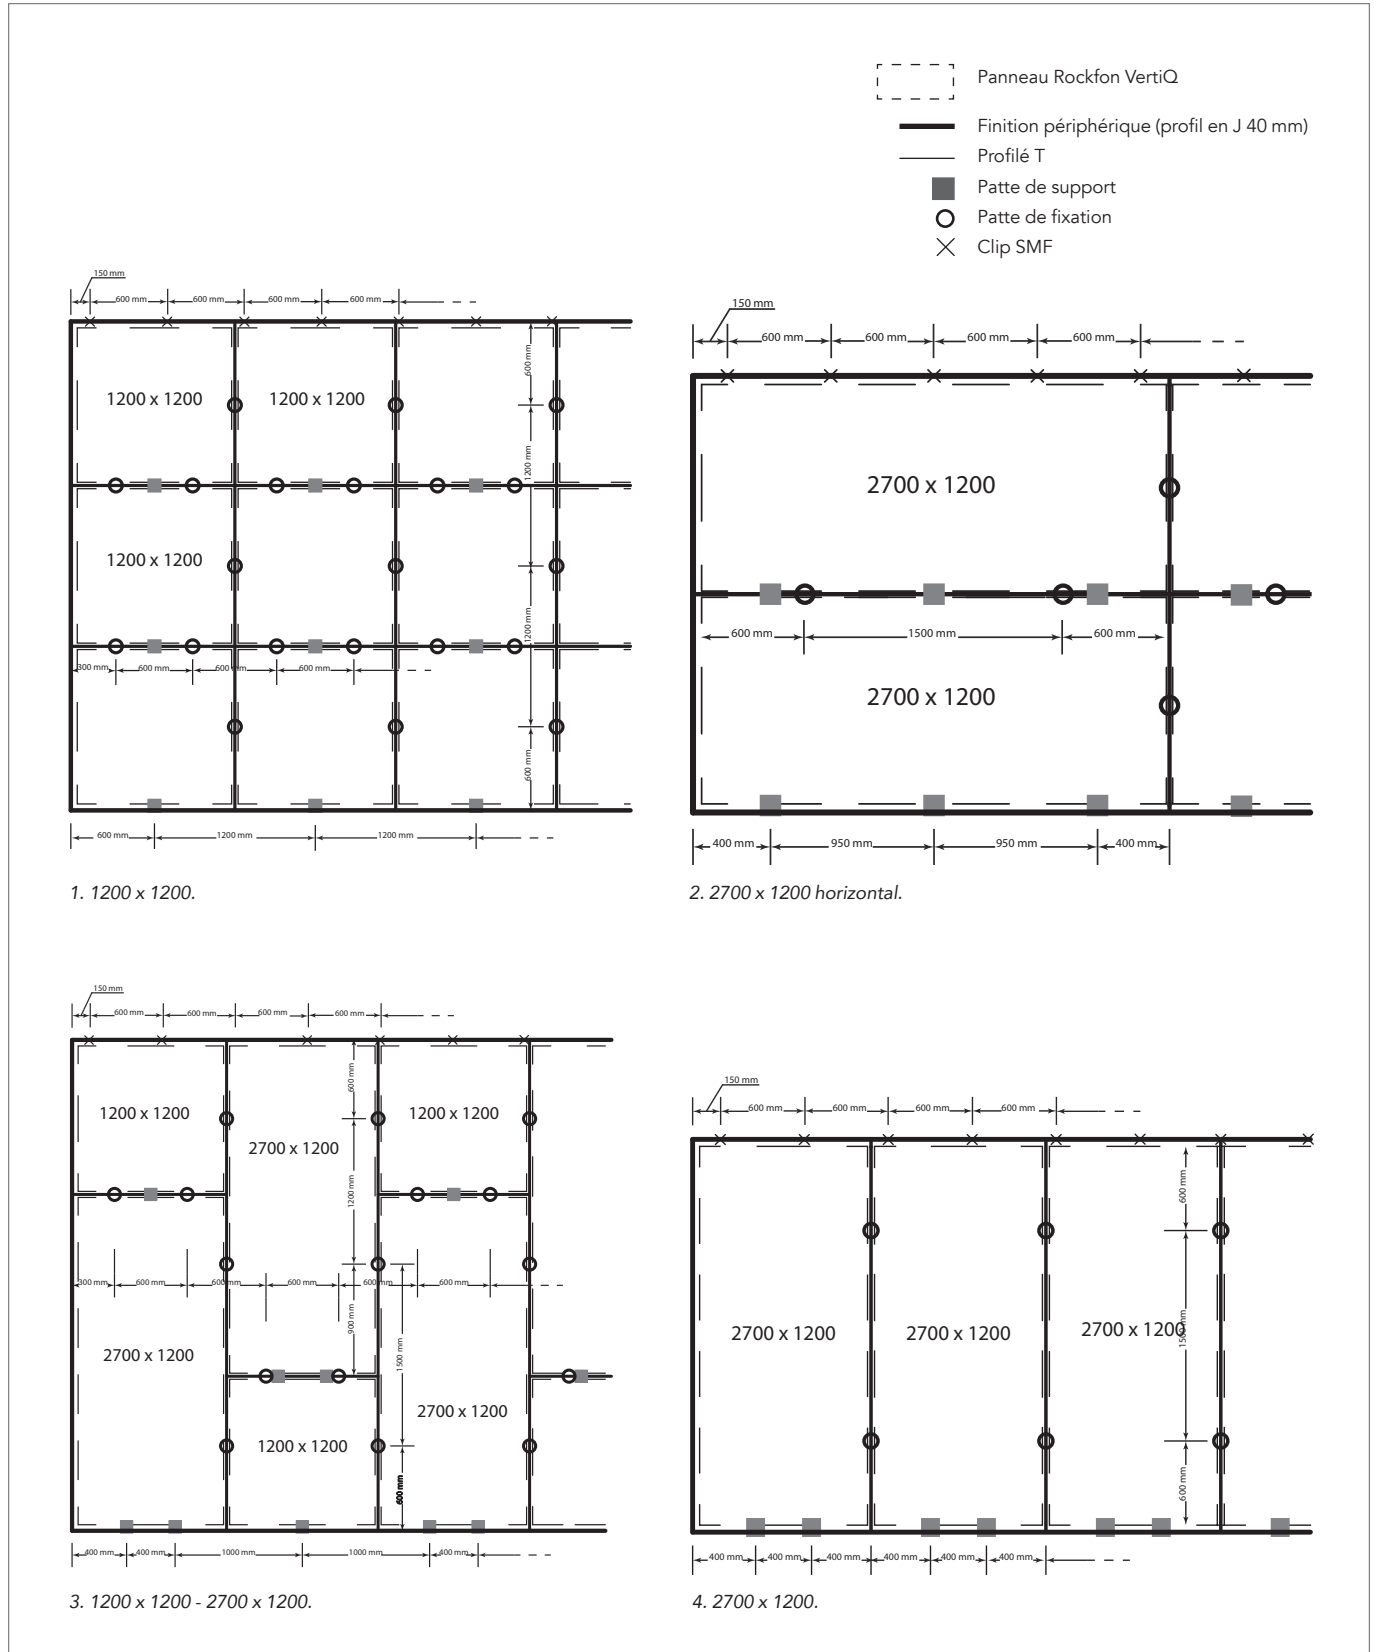 Panneau Rockfon VertiQ
Finition périphérique (profil en J 40 mm)
Profilé T
Patte de support
Patte de fixation
Clip SMF
150 mm
600 mm 600 mm 600 mm 600 mm
600 mm
1200 x 1200 1200 x 1200
1200 mm
1200 x 1200
1200 mm
300 mm 600 mm 600 mm 600 mm
600 mm
600 mm 1200 mm 1200 mm
1. 1200 x 1200.
150 mm
600 mm 600 mm 600 mm 600 mm
2700 x 1200
600 mm 1500 mm 600 mm
2700 x 1200
400 mm 950 mm 950 mm 400 mm
2. 2700 x 1200 horizontal.
150 mm
600 mm 600 mm 600 mm 600 mm
600 mm
1200 x 1200 1200 x 1200
2700 x 1200
1200 mm
300 mm 600 mm 600 mm 600 mm 600 mm 600 mm
900 mm
1500 mm
2700 x 1200
2700 x 1200
1200 x 1200
600 mm
400 mm 400 mm 1000 mm 1000 mm 400 mm
3. 1200 x 1200 - 2700 x 1200.
150 mm
600 mm 600 mm 600 mm 600 mm
600 mm
2700 x 1200 2700 x 1200 2700 x 1200
1500 mm
600 mm
400 mm 400 mm 400 mm 400 mm 400 mm 400 mm
4. 2700 x 1200.